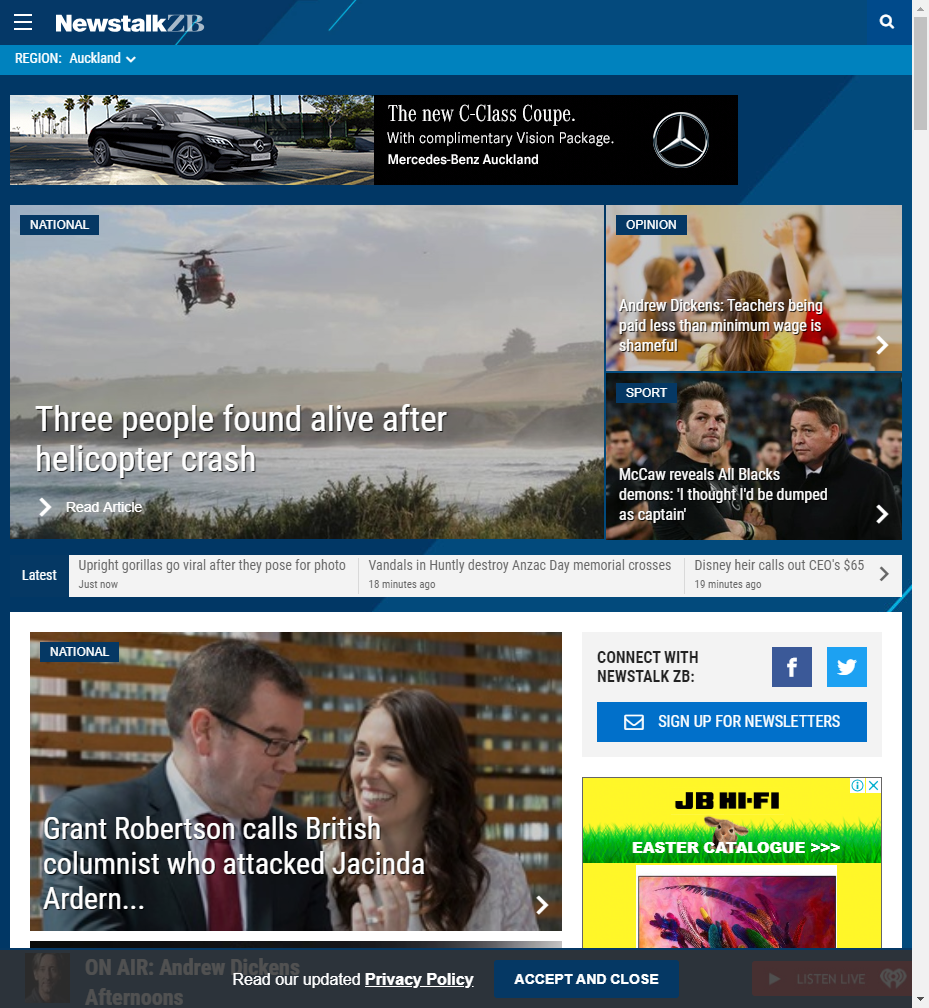 NewstalkZB
REGION: Auckland
The new C-Class Coupe.
With complimentary Vision Package.
Mercedes-Benz Auckland
NATIONAL
Three people found alive after
helicopter crash
Read Article
OPINION
Andrew Dickens: Teachers being
paid less than minimum wage is
shameful
SPORT
McCaw reveals All Blacks
demons: 'I thought I'd be dumped
as captain'
Latest
Upright gorillas go viral after they pose for photo
Just now
Vandals in Huntly destroy Anzac Day memorial crosses
18 minutes ago
Disney heir calls out CEO's $65
19 minutes ago
NATIONAL
Grant Robertson calls British
columnist who attacked Jacinda
Ardern...
CONNECT WITH
NEWSTALK ZB:
SIGN UP FOR NEWSLETTERS
JB HI-FI
EASTER CATALOGUE >>>
ON AIR: Andrew Dickens
Afternoons
Read our updated Privacy Policy
ACCEPT AND CLOSE
LISTEN LIVE